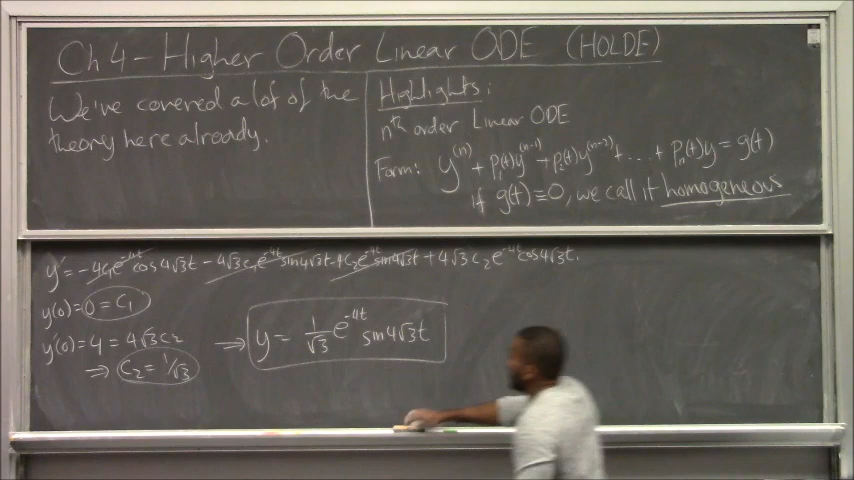 Ch 4 - Higher Order Linear ODE (HOLDE)
We've covered a lot of the
theory here already.
Highlights:
nth order Linear ODE
Form: y⁽ⁿ⁾ + p₁(t)y⁽ⁿ⁻¹⁾ + p₂(t)y⁽ⁿ⁻²⁾ + ... + pₙ(t)y = g(t)
if g(t) ≡ 0, we call it homogeneous
y' = -4c₁e^-4t cos4√3t - 4√3c₁e^-4t sin4√3t - 4c₂e^-4t sin4√3t + 4√3c₂e^-4t cos4√3t.
y(0) = 0 = c₁
y'(0) = 4 = 4√3c₂
⇒ c₂ = 1/√3
⇒ y = 1/√3 e^-4t sin4√3t